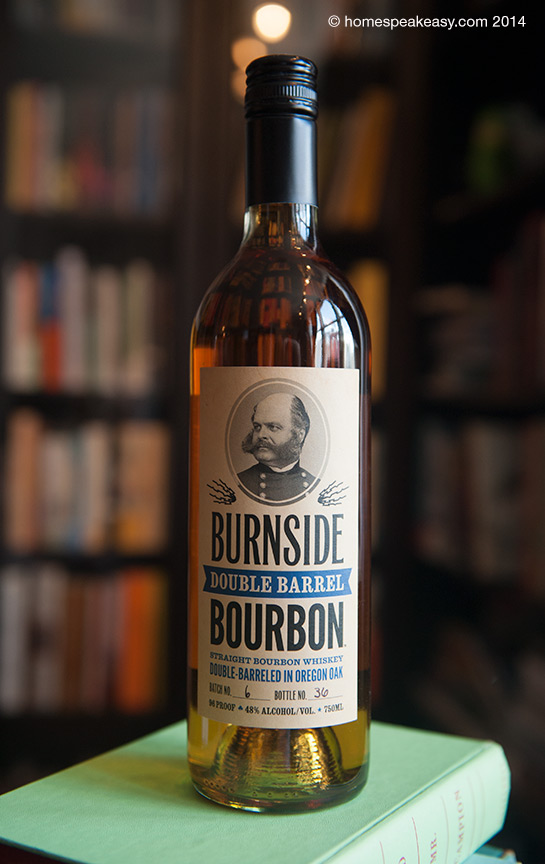 © homespeakeasy.com 2014
BURNSIDE
DOUBLE BARREL
BOURBON
STRAIGHT BOURBON WHISKEY
DOUBLE-BARRELED IN OREGON OAK
BATCH NO. 6 BOTTLE NO. 36
96 PROOF * 48% ALCOHOL/VOL. * 750ML
MR.